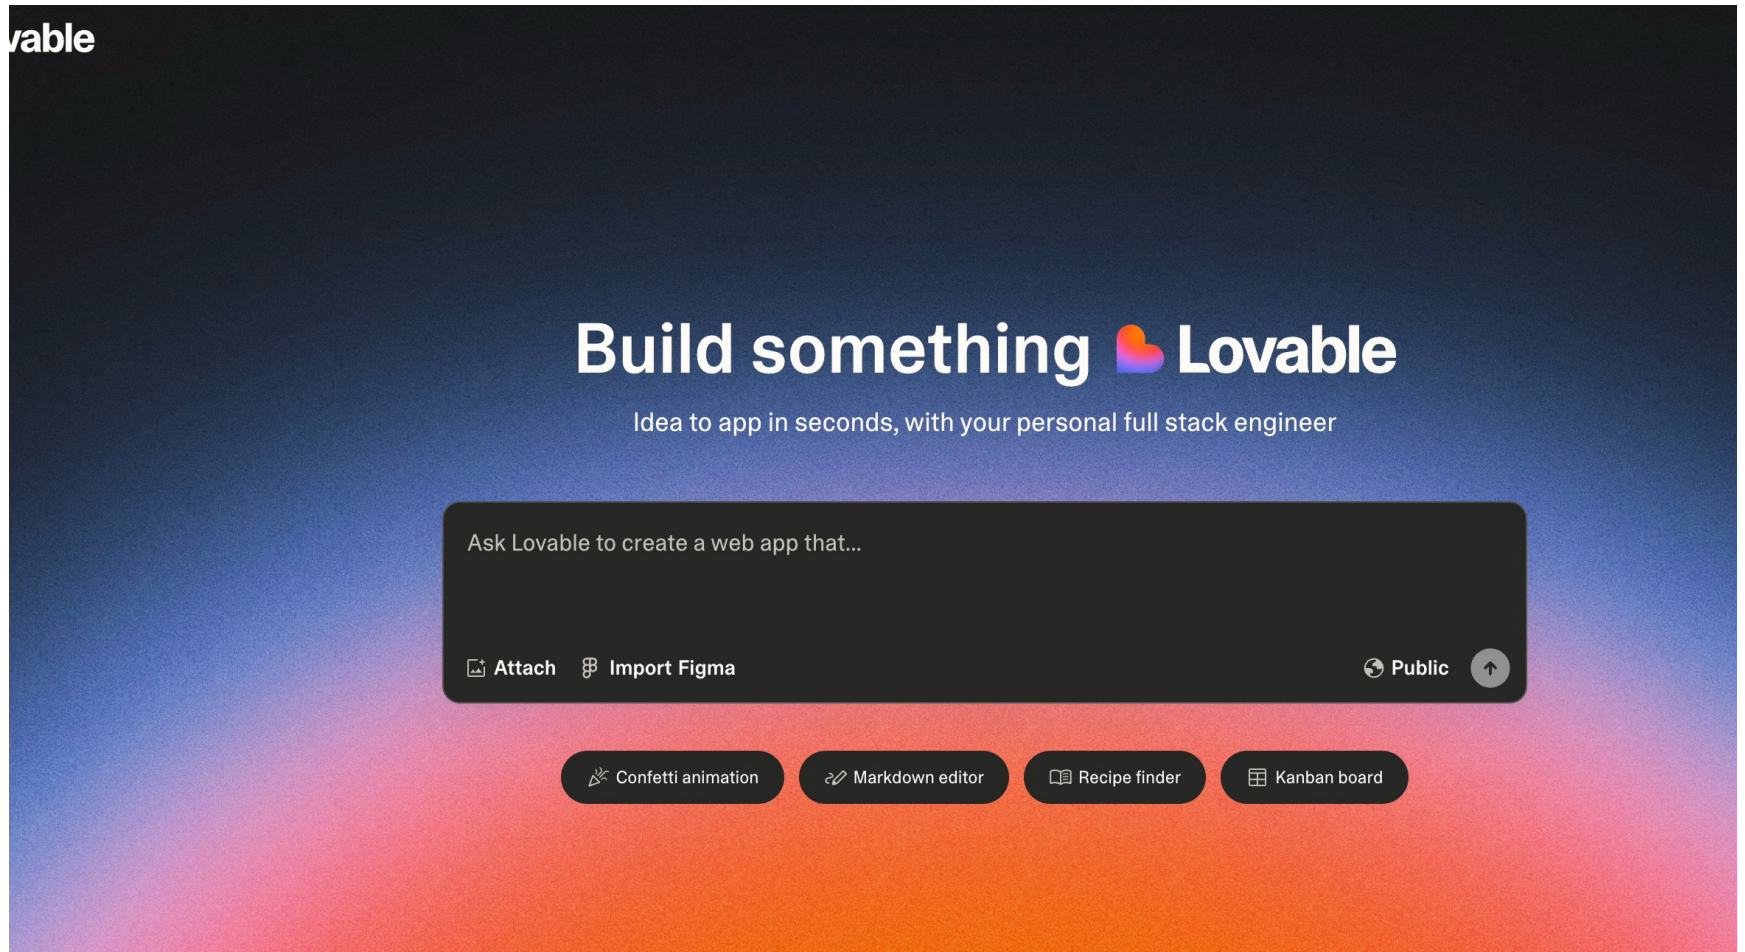 vable
Build something Lovable
Idea to app in seconds, with your personal full stack engineer
Ask Lovable to create a web app that...
Attach Import Figma Public
Confetti animation Markdown editor Recipe finder Kanban board